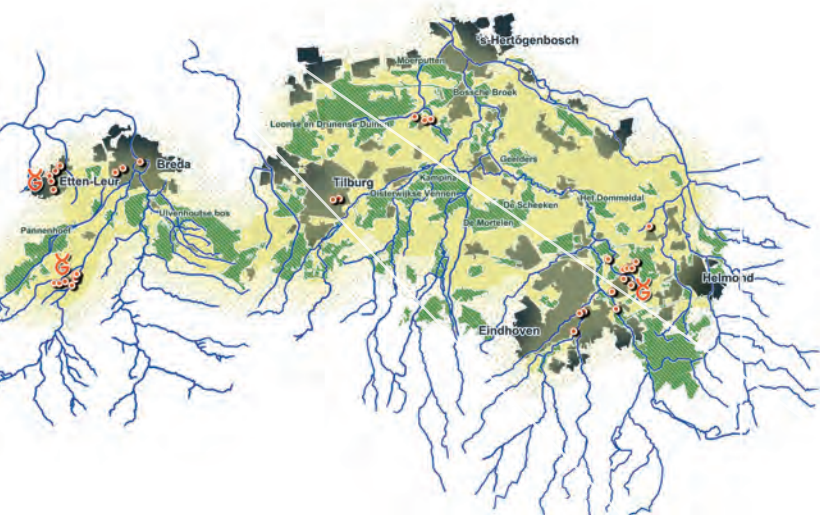 's-Hertogenbosch
Moerputten
Bossche Broek
Loonse en Drunense Duinen
Breda
Etten-Leur
Geelders
Tilburg
Kampina
Oisterwijkse Vennen
Het Dommeldal
De Scheeken
Ulvenhoutse bos
De Mortelen
Pannenhoef
Helmond
Eindhoven